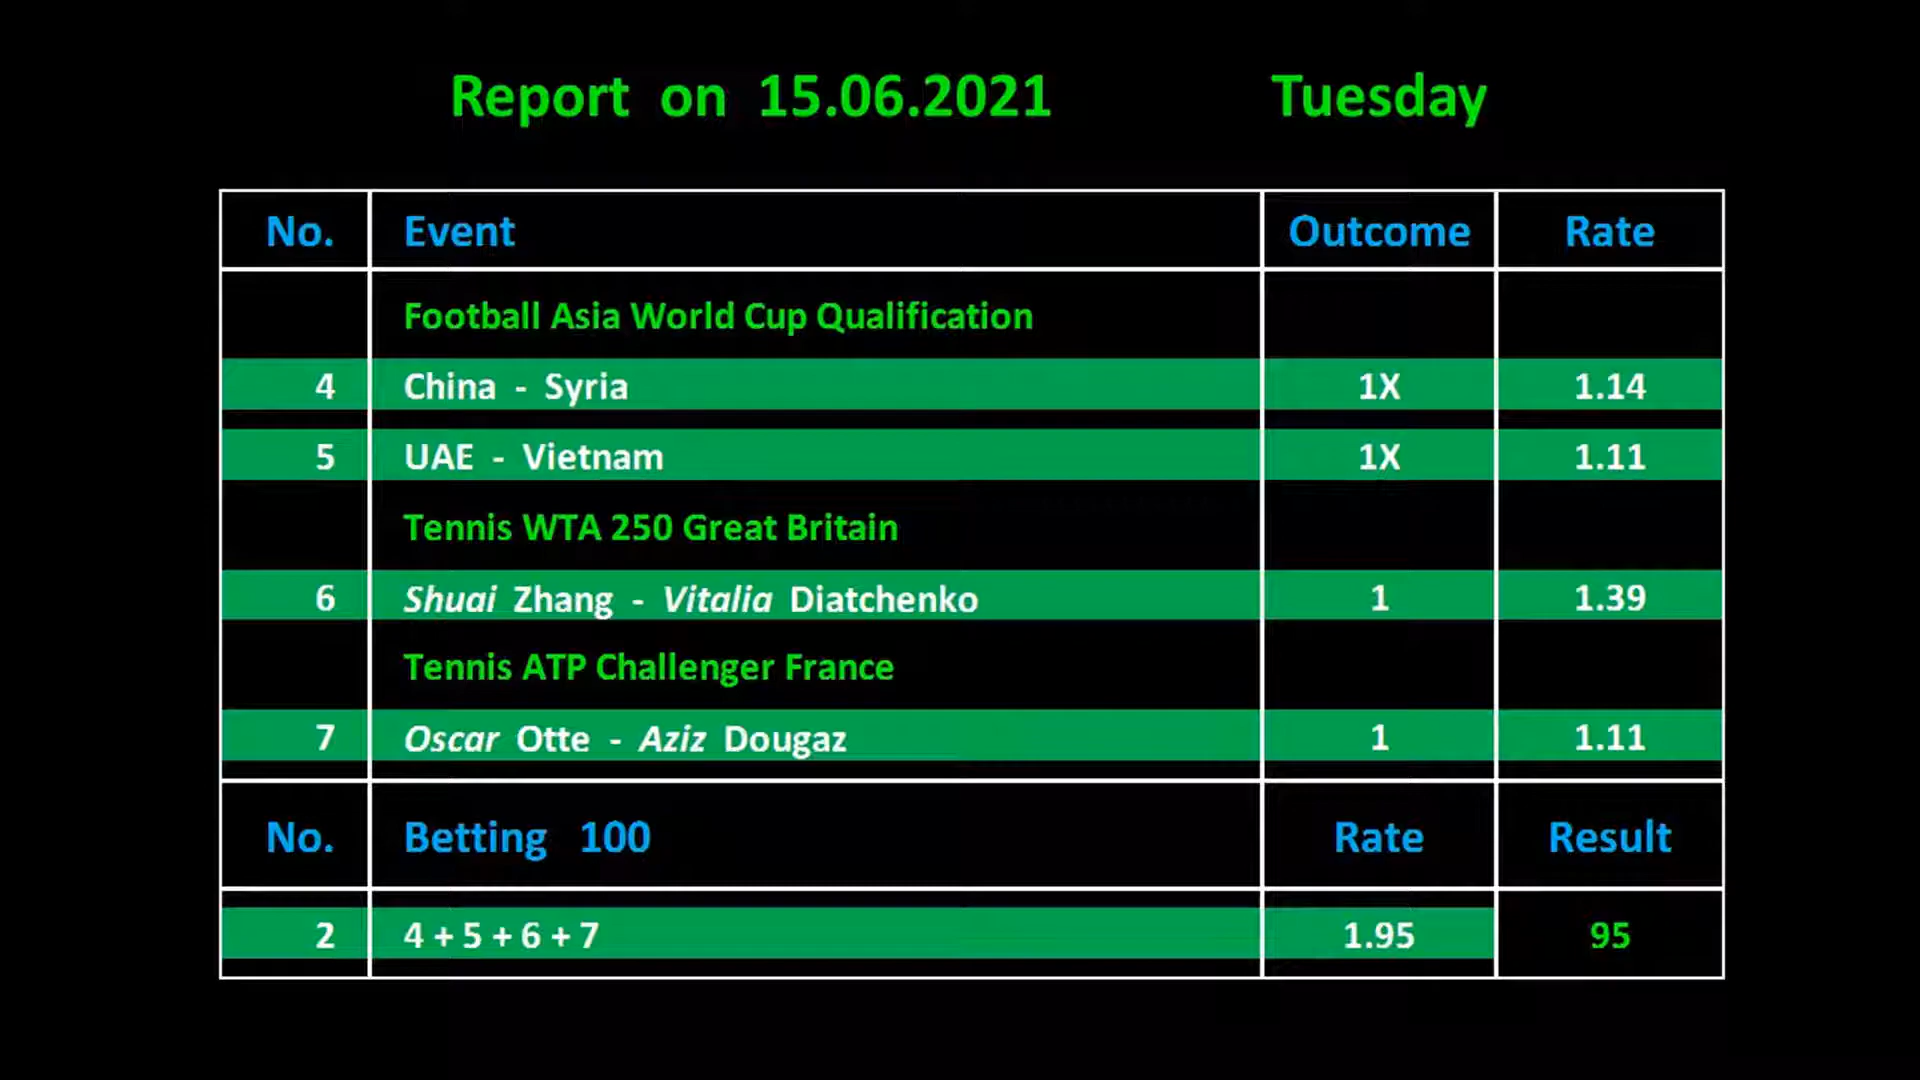 Report on 15.06.2021 Tuesday
No. Event Outcome Rate
Football Asia World Cup Qualification
4 China - Syria 1X 1.14
5 UAE - Vietnam 1X 1.11
Tennis WTA 250 Great Britain
6 Shuai Zhang - Vitalia Diatchenko 1 1.39
Tennis ATP Challenger France
7 Oscar Otte - Aziz Dougaz 1 1.11
No. Betting 100 Rate Result
2 4 + 5 + 6 + 7 1.95 95